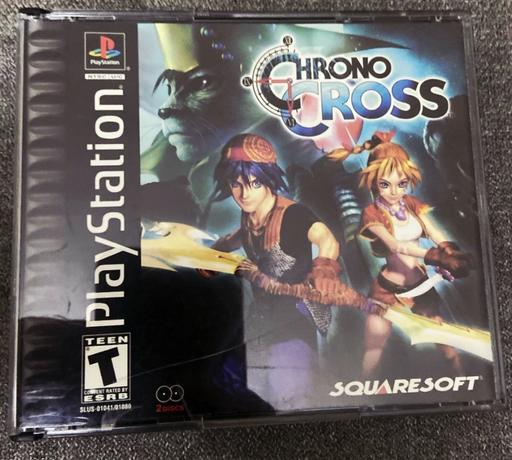 PlayStation
NTSC U/C
PlayStation
CHRONO
CROSS
TEEN
T
CONTENT RATED BY
ESRB
SLUS-01041/01080
2 DISCS
SQUARESOFT